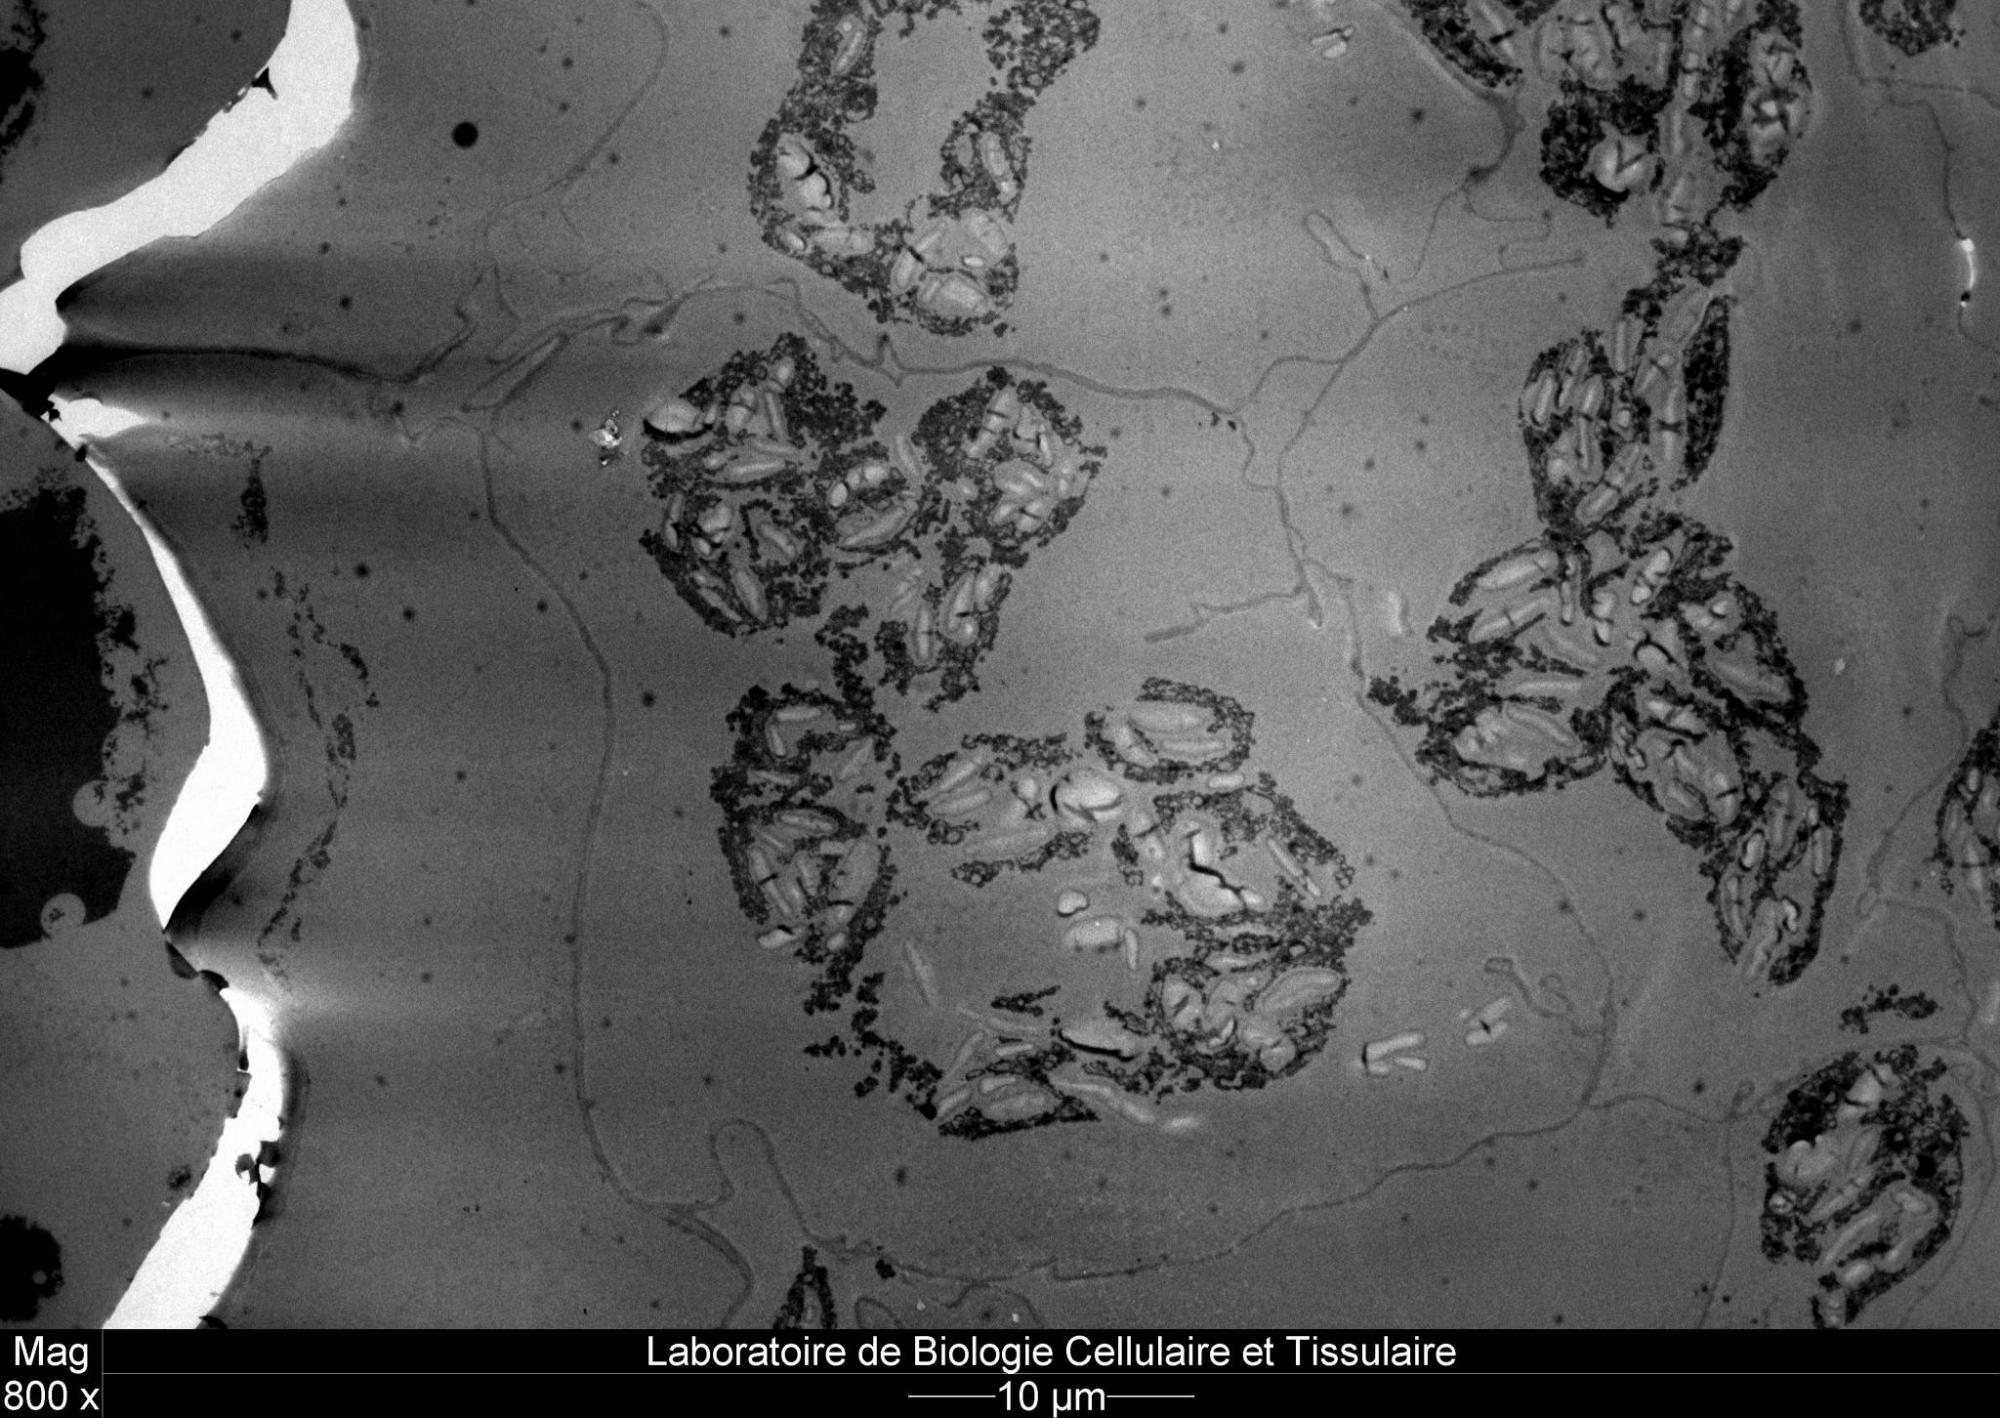 Mag
Laboratoire de Biologie Cellulaire et Tissulaire
800 x
10 µm